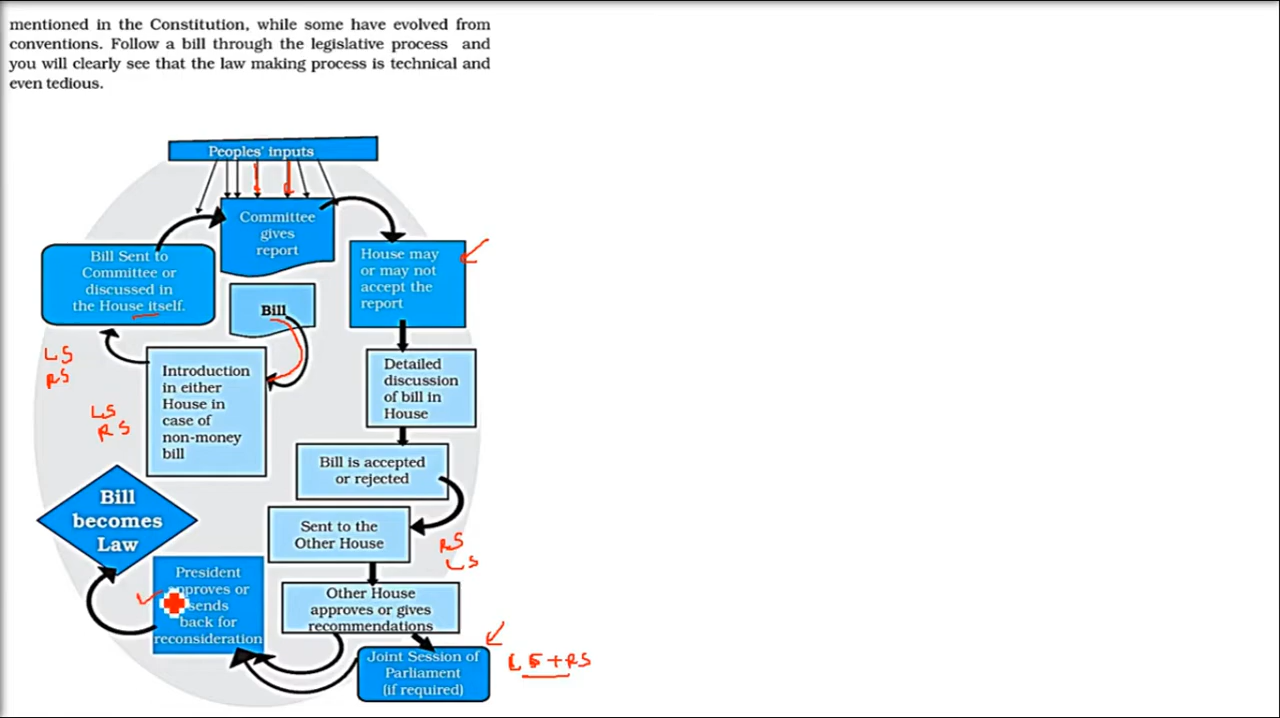 mentioned in the Constitution, while some have evolved from
conventions. Follow a bill through the legislative process and
you will clearly see that the law making process is technical and
even tedious.
Peoples' inputs
Committee
gives
report
Bill Sent to
Committee or
discussed in
the House itself.
House may
or may not
accept the
report
Bill
LS
RS
Introduction
in either
House in
case of
non-money
bill
LS
RS
Detailed
discussion
of bill in
House
Bill is accepted
or rejected
Bill
becomes
Law
Sent to the
Other House
RS
LS
President
approves or
sends
back for
reconsideration
Other House
approves or gives
recommendations
Joint Session of
Parliament
(if required)
LS+RS